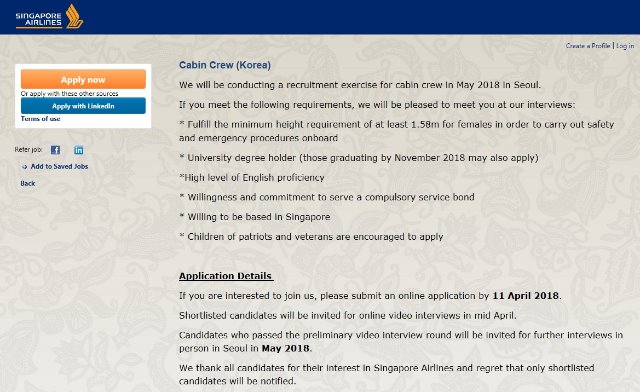 SINGAPORE
AIRLINES
Create a Profile | Log in
Apply now
Or apply with these other sources
Apply with LinkedIn
Terms of use
Refer job:
Add to Saved Jobs
Back
Cabin Crew (Korea)
We will be conducting a recruitment exercise for cabin crew in May 2018 in Seoul.
If you meet the following requirements, we will be pleased to meet you at our interviews:
* Fulfill the minimum height requirement of at least 1.58m for females in order to carry out safety
and emergency procedures onboard
* University degree holder (those graduating by November 2018 may also apply)
*High level of English proficiency
* Willingness and commitment to serve a compulsory service bond
* Willing to be based in Singapore
* Children of patriots and veterans are encouraged to apply
Application Details
If you are interested to join us, please submit an online application by 11 April 2018.
Shortlisted candidates will be invited for online video interviews in mid April.
Candidates who passed the preliminary video interview round will be invited for further interviews in
person in Seoul in May 2018.
We thank all candidates for their interest in Singapore Airlines and regret that only shortlisted
candidates will be notified.